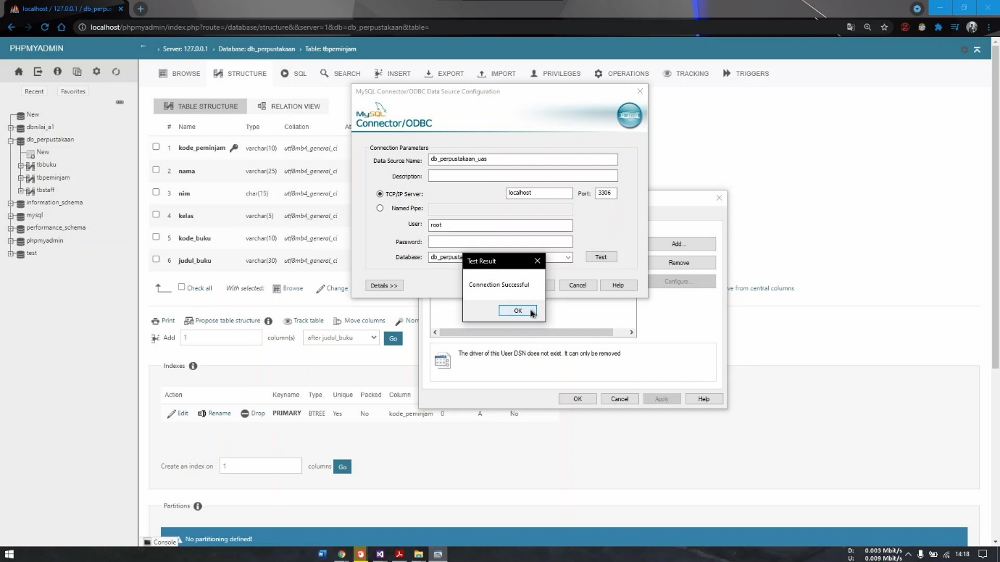 localhost / 127.0.0.1 / db_perpus
localhost/phpmyadmin/index.php?route=/database/structure&server=1&db=db_perpustakaan&table=
PHPMYADMIN
Server: 127.0.0.1 › Database: db_perpustakaan › Table: tbpeminjam
BROWSE STRUCTURE SQL SEARCH INSERT EXPORT IMPORT PRIVILEGES OPERATIONS TRACKING TRIGGERS
Recent Favorites
New
dbnilai_a1
db_perpustakaan
New
tbbuku
tbpeminjam
tbstaff
information_schema
mysql
performance_schema
phpmyadmin
test
TABLE STRUCTURE RELATION VIEW
# Name Type Collation
1 kode_peminjam varchar(10) utf8mb4_general_ci
2 nama varchar(25) utf8mb4_general_ci
3 nim char(15) utf8mb4_general_ci
4 kelas varchar(5) utf8mb4_general_ci
5 kode_buku varchar(10) utf8mb4_general_ci
6 judul_buku varchar(30) utf8mb4_general_ci
Check all With selected: Browse Change
Print Propose table structure Track table Move columns
Add 1 column(s) after judul_buku Go
Indexes
Action Keyname Type Unique Packed Column
Edit Rename Drop PRIMARY BTREE Yes No kode_peminjam 0 A No
Create an index on 1 columns Go
Partitions
No partitioning defined!
Console
MySQL Connector/ODBC Data Source Configuration
MySQL
Connector/ODBC
Connection Parameters
Data Source Name: db_perpustakaan_uas
Description:
TCP/IP Server: localhost Port: 3306
Named Pipe:
User: root
Password:
Database: db_perpusta Test
Details >> Cancel Help
Test Result
Connection Successful
OK
Add...
Remove
Configure...
from central columns
The driver of this User DSN does not exist. It can only be removed
OK Cancel Apply Help
D: 0.003 Mbit/s
U: 0.009 Mbit/s
14:18